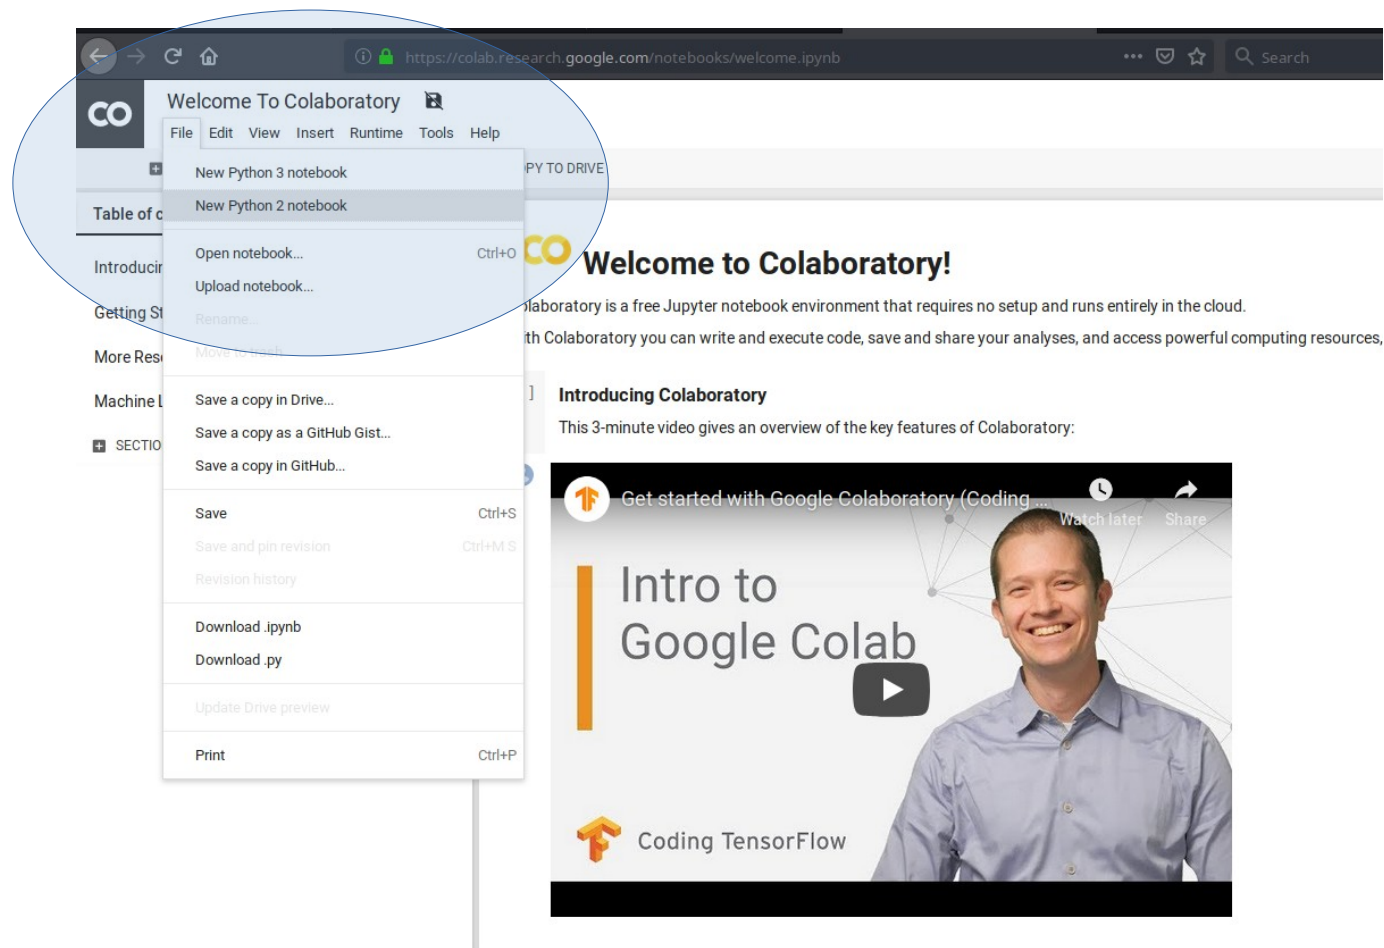 https://colab.research.google.com/notebooks/welcome.ipynb
Search
CO
Welcome To Colaboratory
File Edit View Insert Runtime Tools Help
New Python 3 notebook
PY TO DRIVE
New Python 2 notebook
Table of c
Open notebook... Ctrl+O
Introducin
Upload notebook...
Getting St
Rename...
More Rese
Move to trash
Save a copy in Drive...
Machine L
Save a copy as a GitHub Gist...
SECTIO
Save a copy in GitHub...
Save Ctrl+S
Save and pin revision Ctrl+M S
Revision history
Download .ipynb
Download .py
Update Drive preview
Print Ctrl+P
CO
Welcome to Colaboratory!
olaboratory is a free Jupyter notebook environment that requires no setup and runs entirely in the cloud.
ith Colaboratory you can write and execute code, save and share your analyses, and access powerful computing resources,
]
Introducing Colaboratory
This 3-minute video gives an overview of the key features of Colaboratory:
Get started with Google Colaboratory (Coding ...
Watch later Share
Intro to
Google Colab
Coding TensorFlow